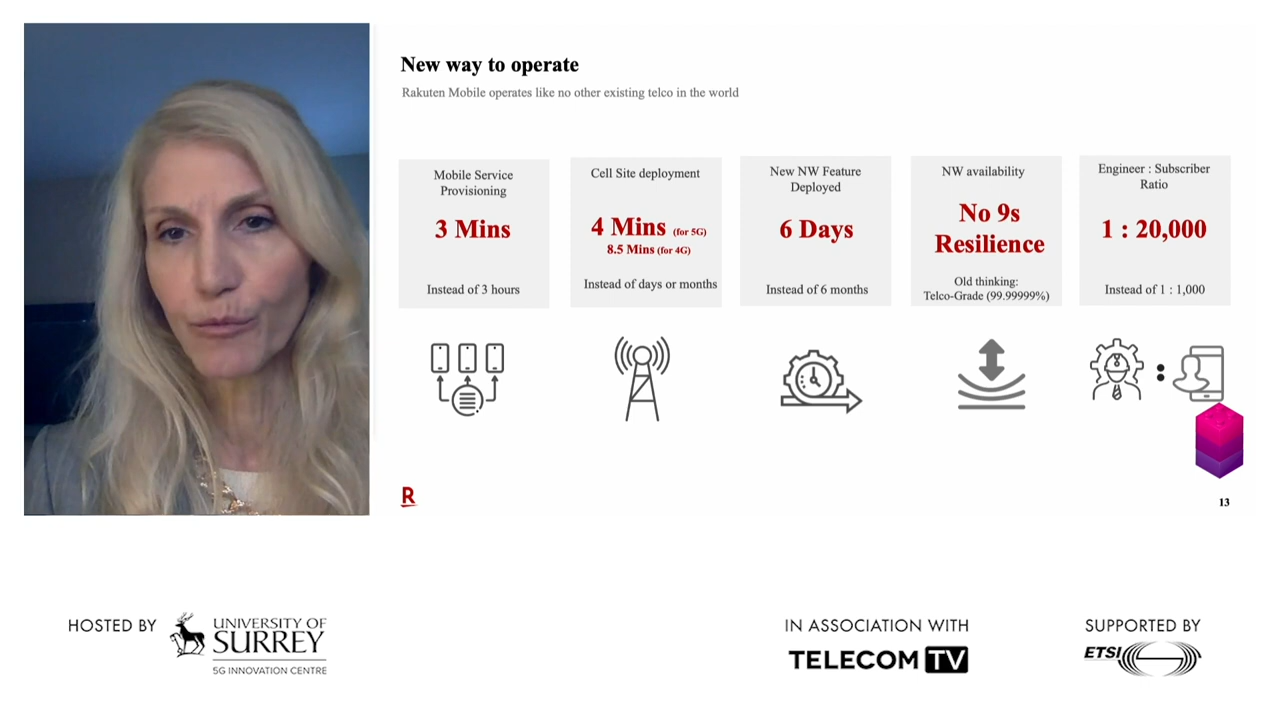 New way to operate
Rakuten Mobile operates like no other existing telco in the world
Mobile Service
Provisioning
3 Mins
Instead of 3 hours
Cell Site deployment
4 Mins (for 5G)
8.5 Mins (for 4G)
Instead of days or months
New NW Feature
Deployed
6 Days
Instead of 6 months
NW availability
No 9s
Resilience
Old thinking:
Telco-Grade (99.99999%)
Engineer : Subscriber
Ratio
1 : 20,000
Instead of 1 : 1,000
R
13
HOSTED BY
UNIVERSITY OF
SURREY
5G INNOVATION CENTRE
IN ASSOCIATION WITH
TELECOM TV
SUPPORTED BY
ETSI